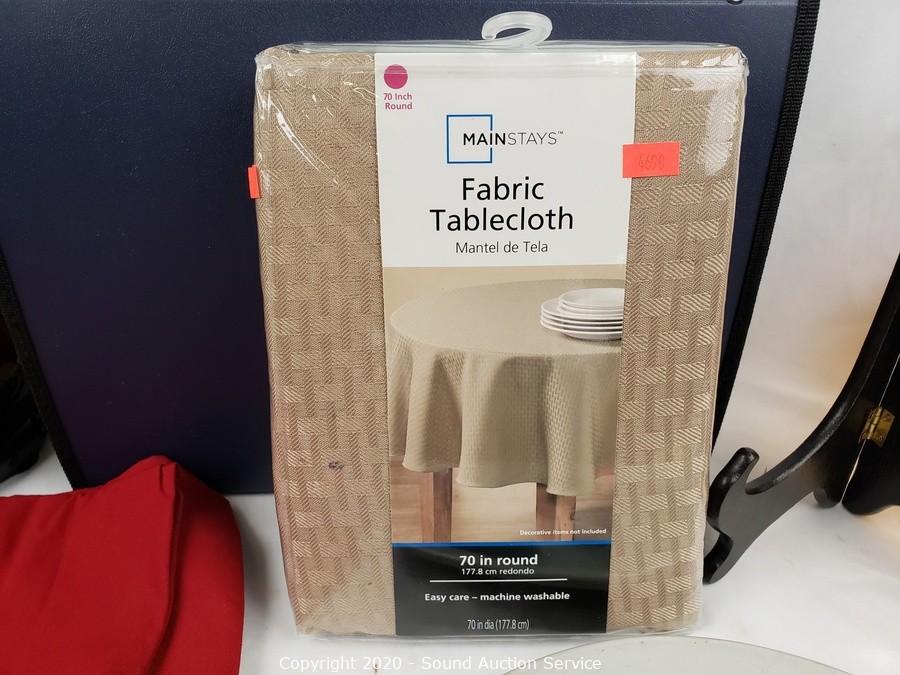 70 Inch
Round
MAINSTAYS™
4690
Fabric
Tablecloth
Mantel de Tela
Decorative items not included
70 in round
177.8 cm redondo
Easy care – machine washable
70 in dia (177.8 cm)
Copyright 2020 - Sound Auction Service